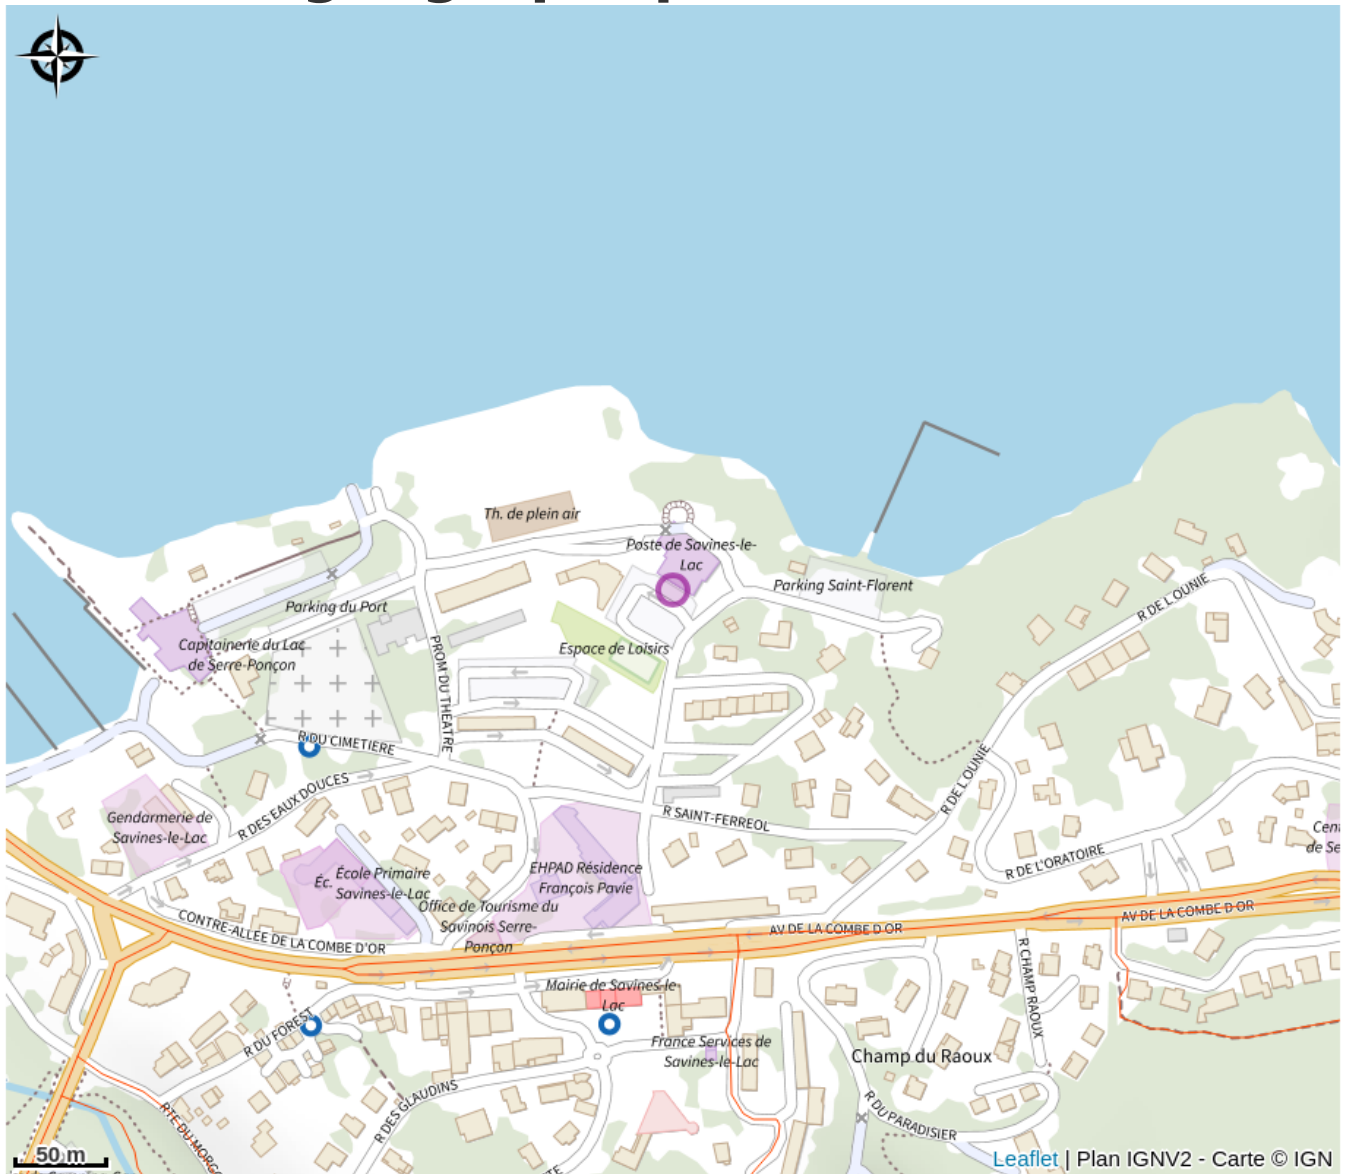 Th. de plein air
Poste de Savines-le-
Lac
Parking Saint-Florent
R DE L'OUNIE
Parking du Port
Capitainerie du Lac
de Serre-Ponçon
PROM DU THEATRE
Espace de Loisirs
R DU CIMETIERE
R DE L'OUNIE
R DES EAUX DOUCES
Gendarmerie de
Savines-le-Lac
R SAINT-FERREOL
R DE L'ORATOIRE
Éc.
École Primaire
Savines-le-Lac
EHPAD Résidence
François Pavie
Office de Tourisme du
Savinois Serre-
Ponçon
CONTRE-ALLÉE DE LA COMBE D'OR
AV DE LA COMBE D OR
AV DE LA COMBE D OR
R CHAMP RAOUX
Mairie de Savines-le-
Lac
R DU FOREST
France Services de
Savines-le-Lac
Champ du Raoux
R DES GLAUDINS
R DU PARADISIER
50 m
Leaflet | Plan IGNV2 - Carte © IGN